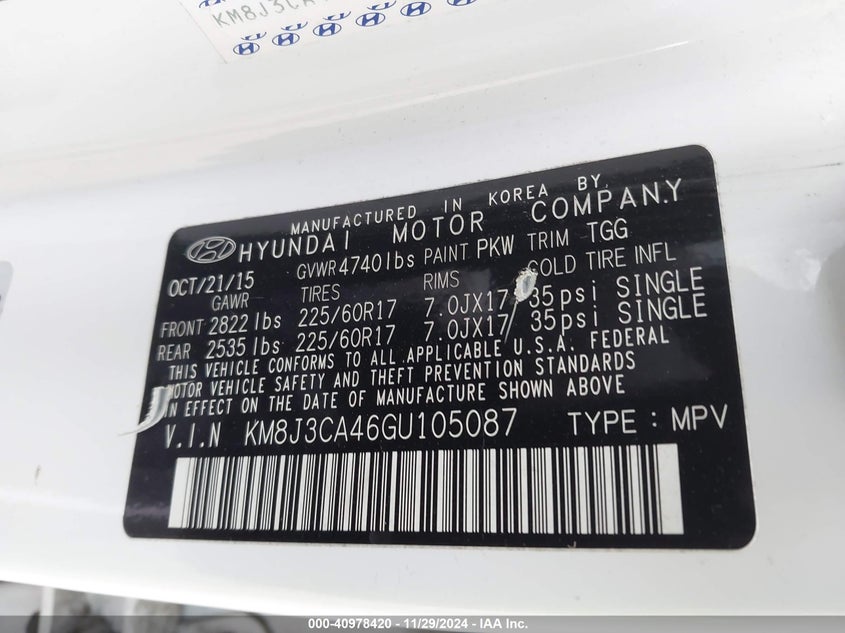 KM8J3CA
MANUFACTURED IN KOREA BY
HYUNDAI MOTOR COMPANY
OCT/21/15 GVWR 4740lbs PAINT PKW TRIM TGG
GAWR TIRES RIMS COLD TIRE INFL
FRONT 2822 lbs 225/60R17 7.0JX17 35psi SINGLE
REAR 2535 lbs 225/60R17 7.0JX17 35psi SINGLE
THIS VEHICLE CONFORMS TO ALL APPLICABLE U.S.A. FEDERAL
MOTOR VEHICLE SAFETY AND THEFT PREVENTION STANDARDS
IN EFFECT ON THE DATE OF MANUFACTURE SHOWN ABOVE
V.I.N KM8J3CA46GU105087 TYPE : MPV
000-40978420 - 11/29/2024 - IAA Inc.